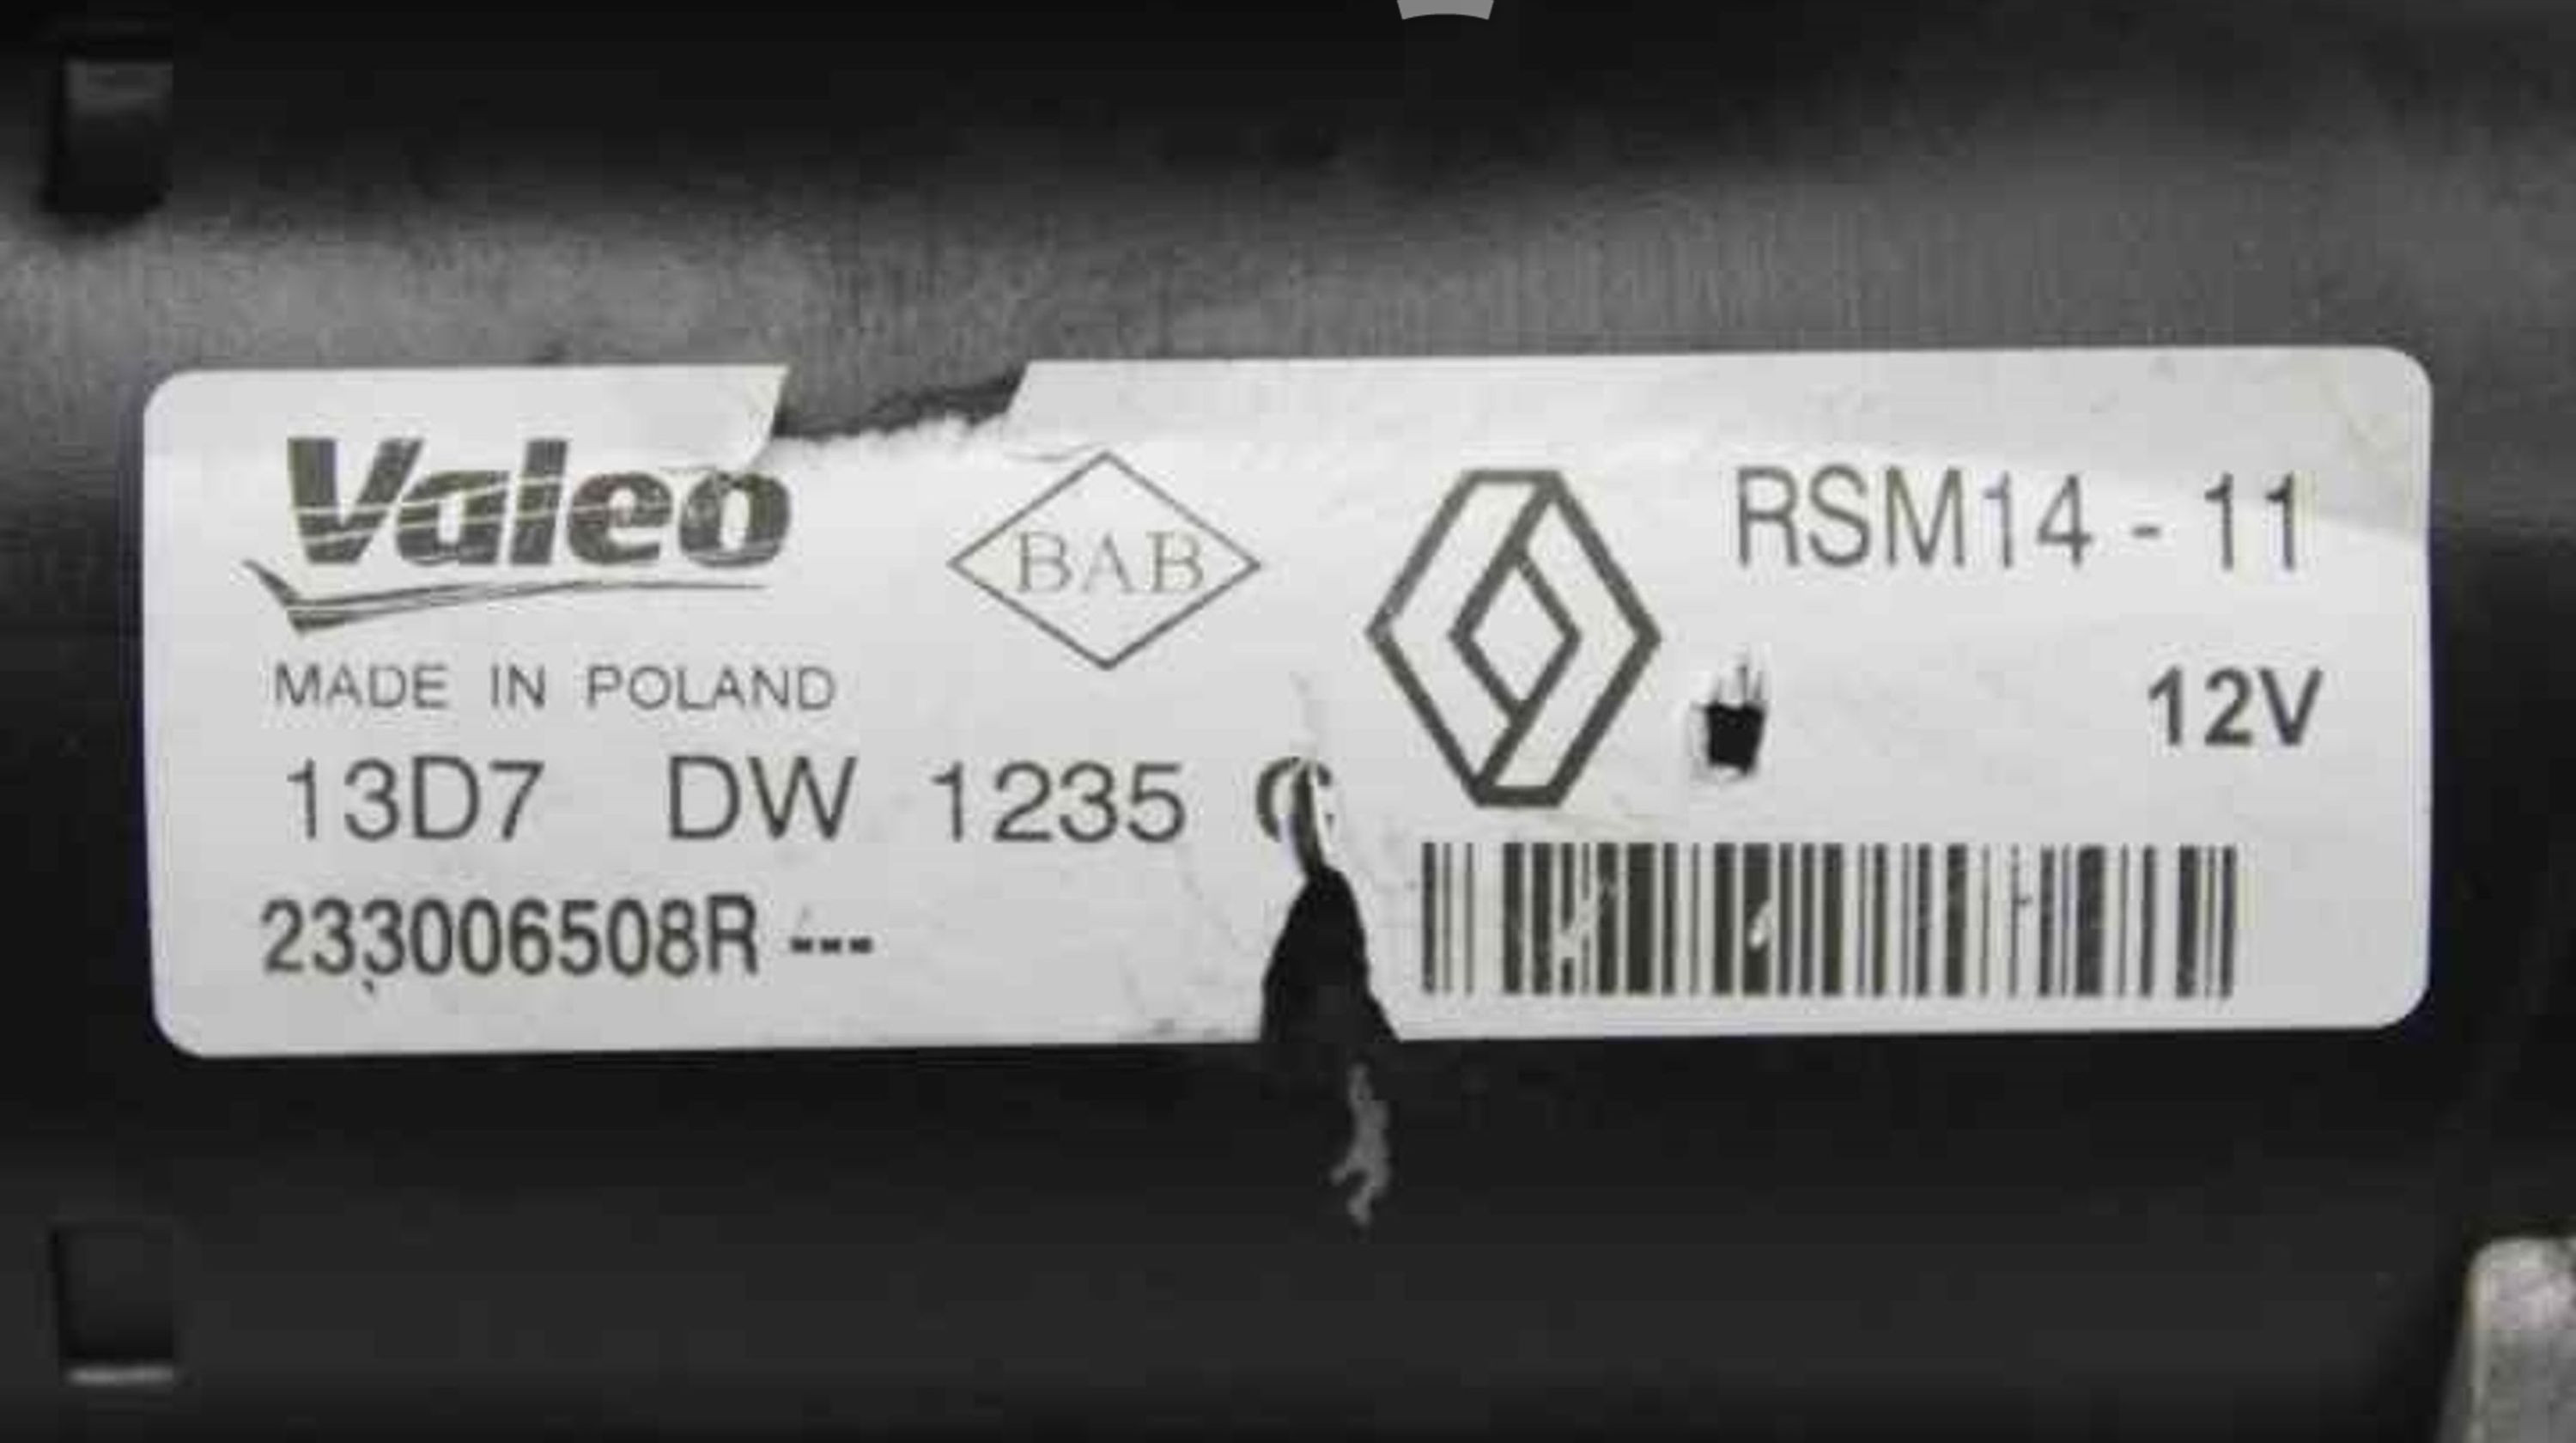 Valeo
BAB
RSM14 - 11
MADE IN POLAND
12V
13D7 DW 1235
233006508R ---